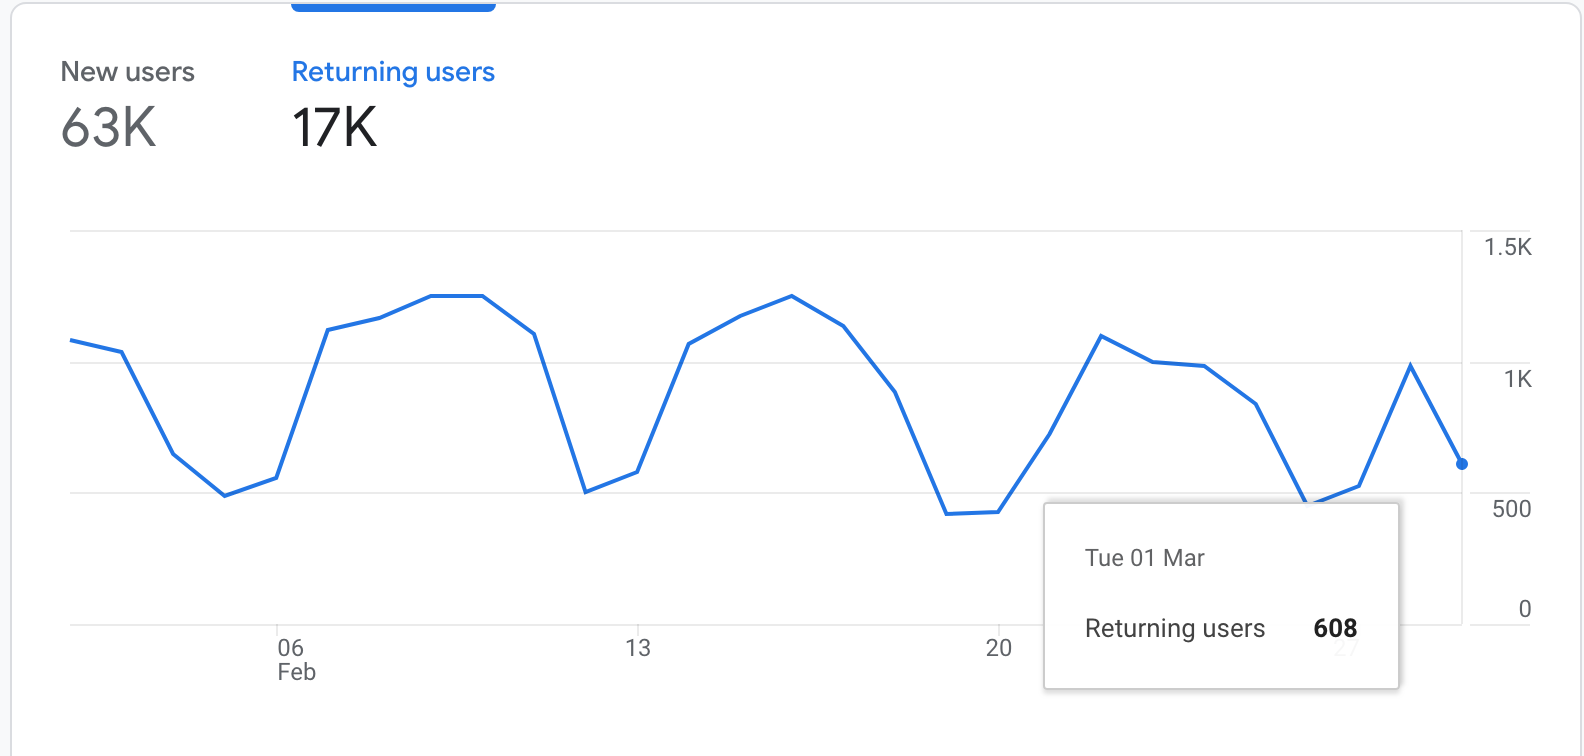 New users Returning users
63K 17K
1.5K
1K
500
0
06 13 20 27
Feb
Tue 01 Mar
Returning users 608